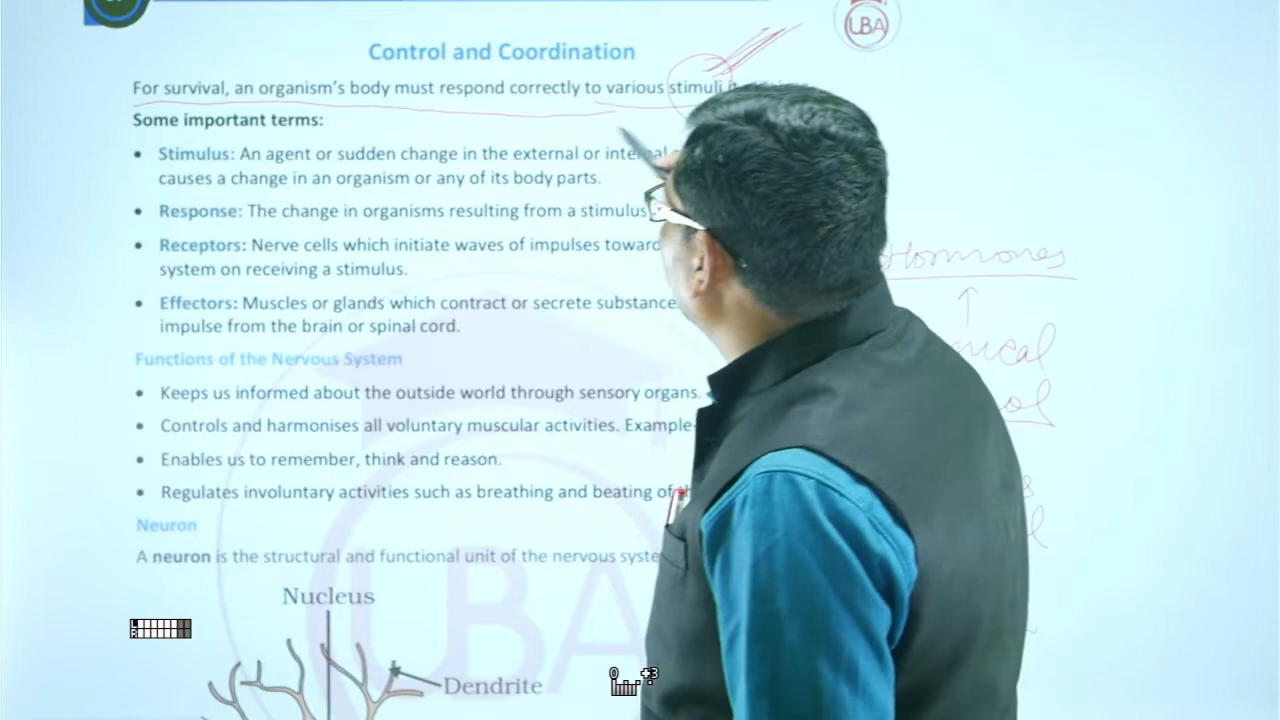 UBA
Control and Coordination
For survival, an organism's body must respond correctly to various stimuli
Some important terms:
• Stimulus: An agent or sudden change in the external or internal
causes a change in an organism or any of its body parts.
• Response: The change in organisms resulting from a stimulus
• Receptors: Nerve cells which initiate waves of impulses
Hormones
system on receiving a stimulus.
• Effectors: Muscles or glands which contract or secrete
impulse from the brain or spinal cord.
Functions of the Nervous System
• Keeps us informed about the outside world through sensory organs.
• Controls and harmonises all voluntary muscular activities. Example
• Enables us to remember, think and reason.
• Regulates involuntary activities such as breathing and beating of
Neuron
A neuron is the structural and functional unit of the nervous
UBA
Nucleus
Dendrite
0 +3